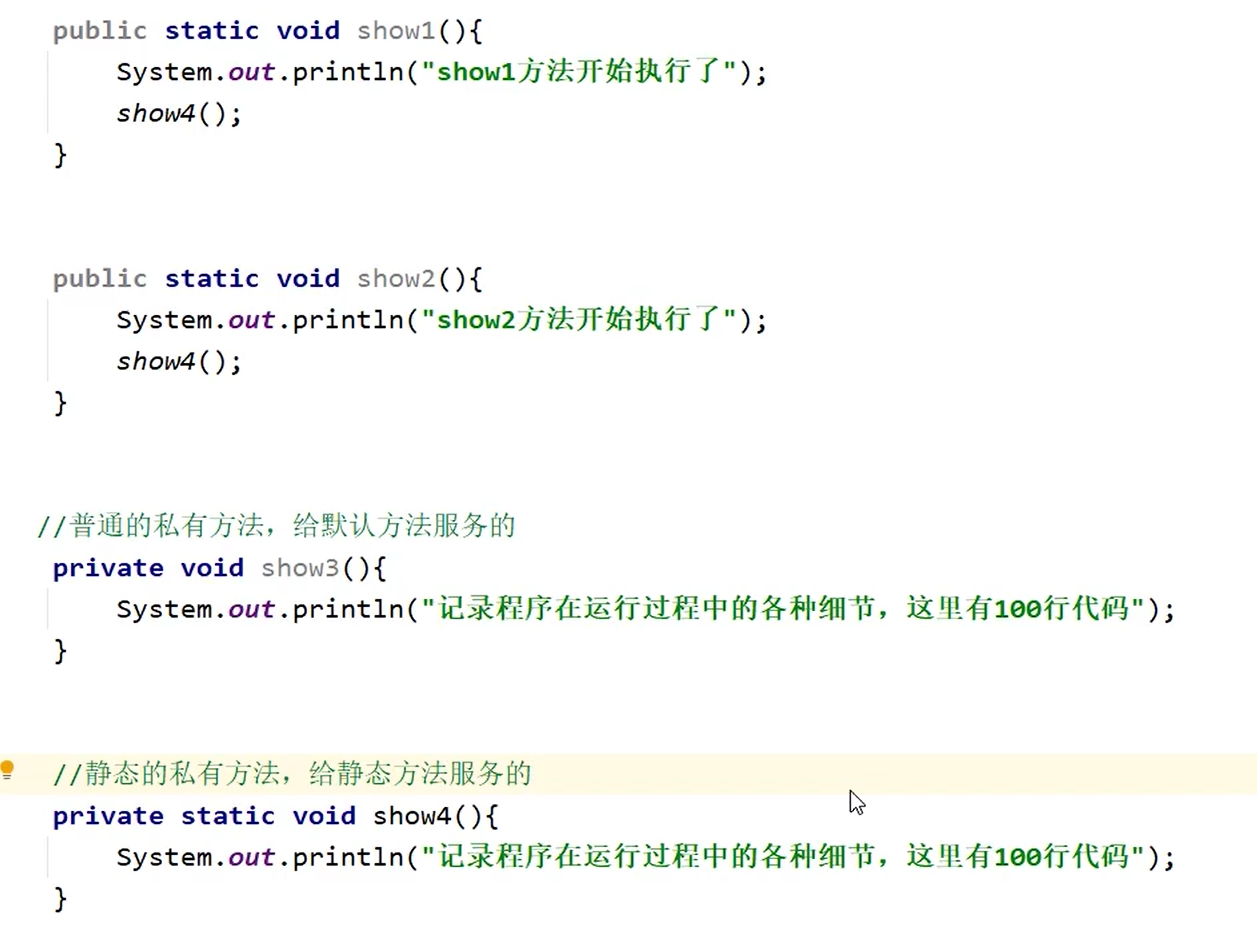 public static void show1(){
System.out.println("show1方法开始执行了");
show4();
}
public static void show2(){
System.out.println("show2方法开始执行了");
show4();
}
//普通的私有方法，给默认方法服务的
private void show3(){
System.out.println("记录程序在运行过程中的各种细节，这里有100行代码");
}
//静态的私有方法，给静态方法服务的
private static void show4(){
System.out.println("记录程序在运行过程中的各种细节，这里有100行代码");
}